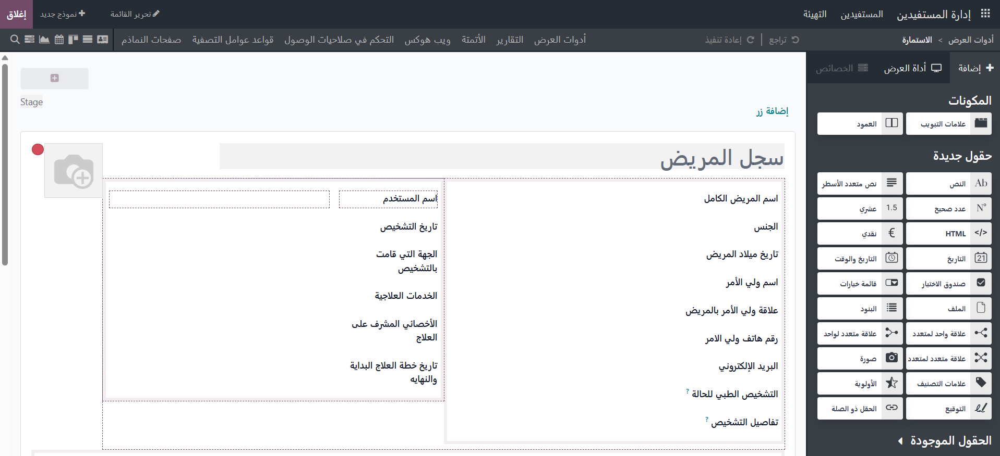 إدارة المستفيدين
المستفيدين
التهيئة
تحرير القائمة
نموذج جديد
إغلاق
أدوات العرض > الاستمارة
تراجع
إعادة تنفيذ
أدوات العرض
التقارير
الأتمتة
ويب هوكس
التحكم في صلاحيات الوصول
قواعد عوامل التصفية
صفحات النماذم
إضافة
أداة العرض
الخصائص
المكونات
علامات التبويب
العمود
حقول جديدة
Ab النص
نص متعدد الأسطر
N° عدد صحيح
1.5 عشري
</> HTML
€ نقدي
21 التاريخ
التاريخ والوقت
صندوق الاختيار
قائمة خيارات
الملف
البنود
علاقة واحد لمتعدد
علاقة متعدد لواحد
علاقة متعدد لمتعدد
صورة
علامات التصنيف
الأولوية
التوقيع
الحقل ذو الصلة
الحقول الموجودة
Stage
إضافة زر
سجل المريض
اسم المريض الكامل
الجنس
تاريخ ميلاد المريض
اسم ولي الأمر
علاقة ولي الأمر بالمريض
رقم هاتف ولي الامر
البريد الإلكتروني
التشخيص الطبي للحالة ?
تفاصيل التشخيص ?
اسم المستخدم
تاريخ التشخيص
الجهة التي قامت
بالتشخيص
الخدمات العلاجية
الأخصائي المشرف على
العلاج
تاريخ خطة العلاج البداية
والنهايه